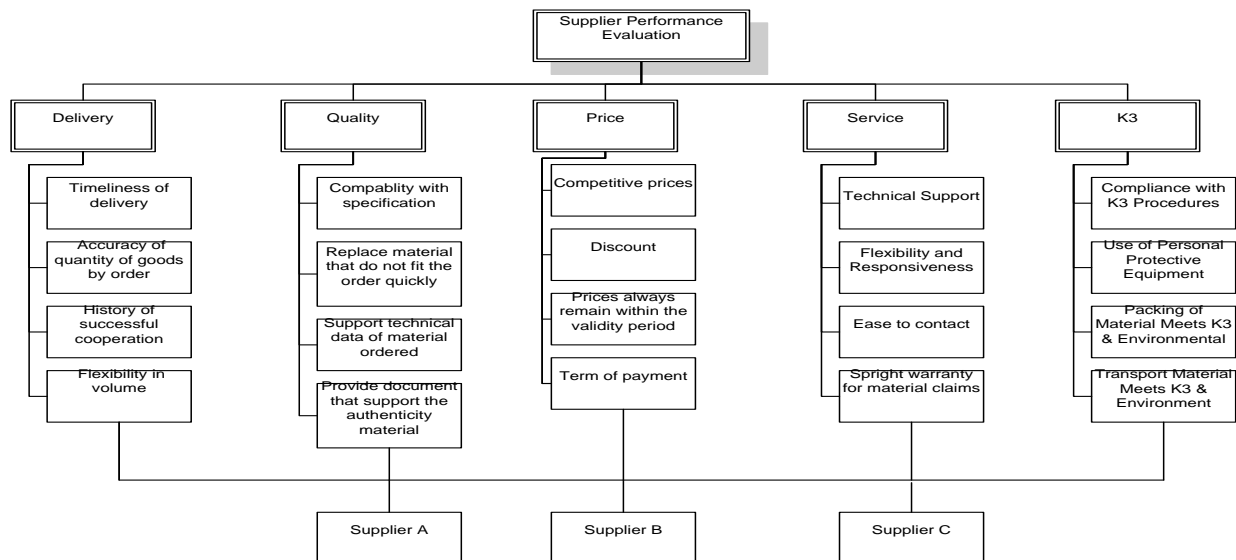 Supplier Performance
Evaluation
Delivery
Quality
Price
Service
K3
Timeliness of
delivery
Accuracy of
quantity of goods
by order
History of
successful
cooperation
Flexibility in
volume
Compablity with
specification
Replace material
that do not fit the
order quickly
Support technical
data of material
ordered
Provide document
that support the
authenticity
material
Competitive prices
Discount
Prices always
remain within the
validity period
Term of payment
Technical Support
Flexibility and
Responsiveness
Ease to contact
Spright warranty
for material claims
Compliance with
K3 Procedures
Use of Personal
Protective
Equipment
Packing of
Material Meets K3
& Environmental
Transport Material
Meets K3 &
Environment
Supplier A
Supplier B
Supplier C